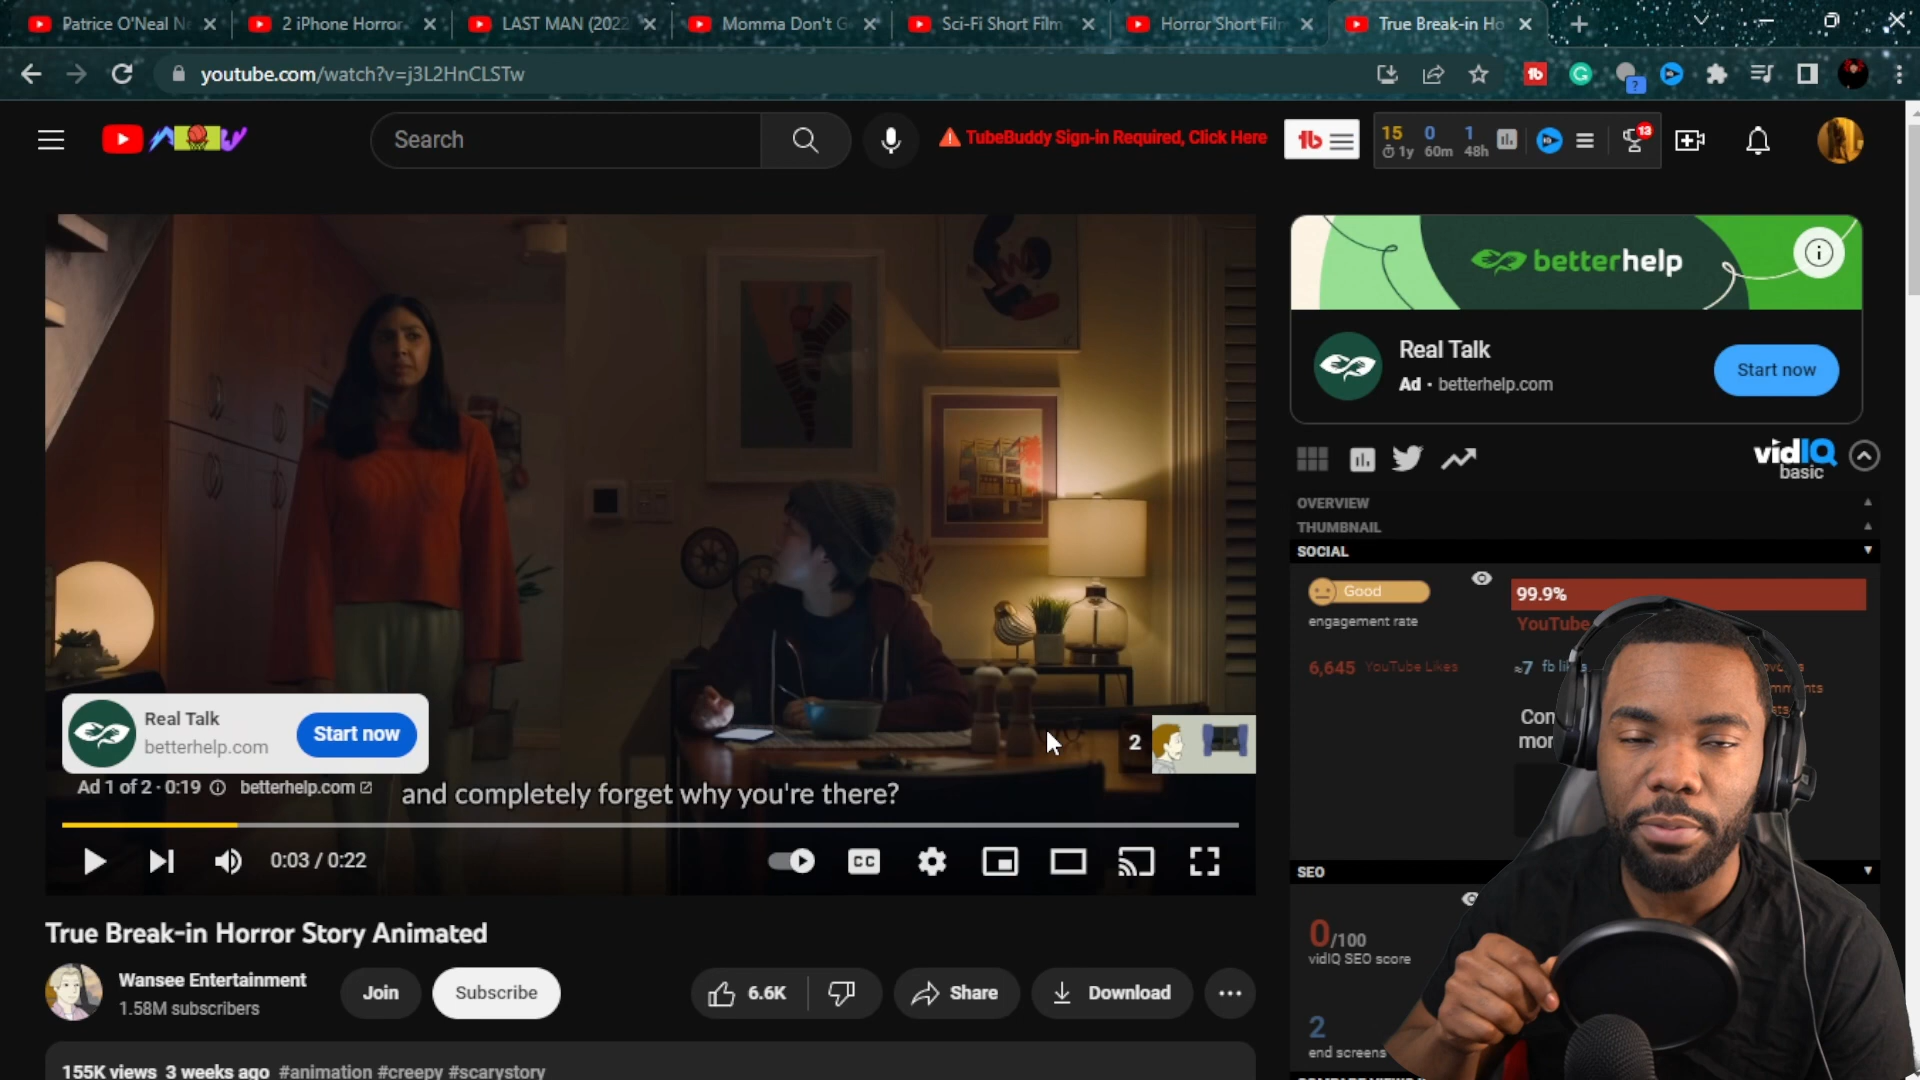 Patrice O'Neal N
2 iPhone Horror
LAST MAN (2022
Momma Don't G
Sci-Fi Short Film
Horror Short Film
True Break-in Ho
youtube.com/watch?v=j3L2HnCLSTw
Search
TubeBuddy Sign-in Required, Click Here
15 0 1
1y 60m 48h
13
betterhelp
Real Talk
Ad · betterhelp.com
Start now
vidIQ
basic
OVERVIEW
THUMBNAIL
SOCIAL
Good
engagement rate
99.9%
YouTube
6,645 YouTube Likes
≈7 fb
Real Talk
betterhelp.com
Start now
2
Ad 1 of 2 · 0:19
betterhelp.com
and completely forget why you're there?
0:03 / 0:22
CC
SEO
0/100
vidIQ SEO score
2
end screens
True Break-in Horror Story Animated
Wansee Entertainment
1.58M subscribers
Join
Subscribe
6.6K
Share
Download
155K views 3 weeks ago #animation #creepy #scarystory